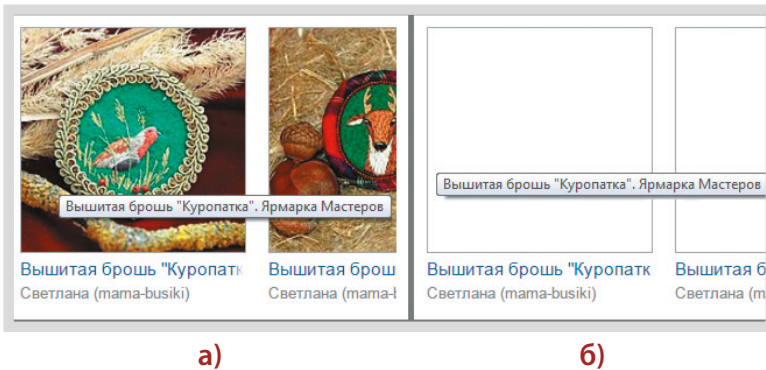 Вышитая брошь "Куропатка". Ярмарка Мастеров
Вышитая брошь "Куропатк
Светлана (mama-busiki)
Вышитая брош
Светлана (mama-
Вышитая брошь "Куропатка". Ярмарка Мастеров
Вышитая брошь "Куропатк
Светлана (mama-busiki)
Вышитая б
Светлана (m
а)
б)